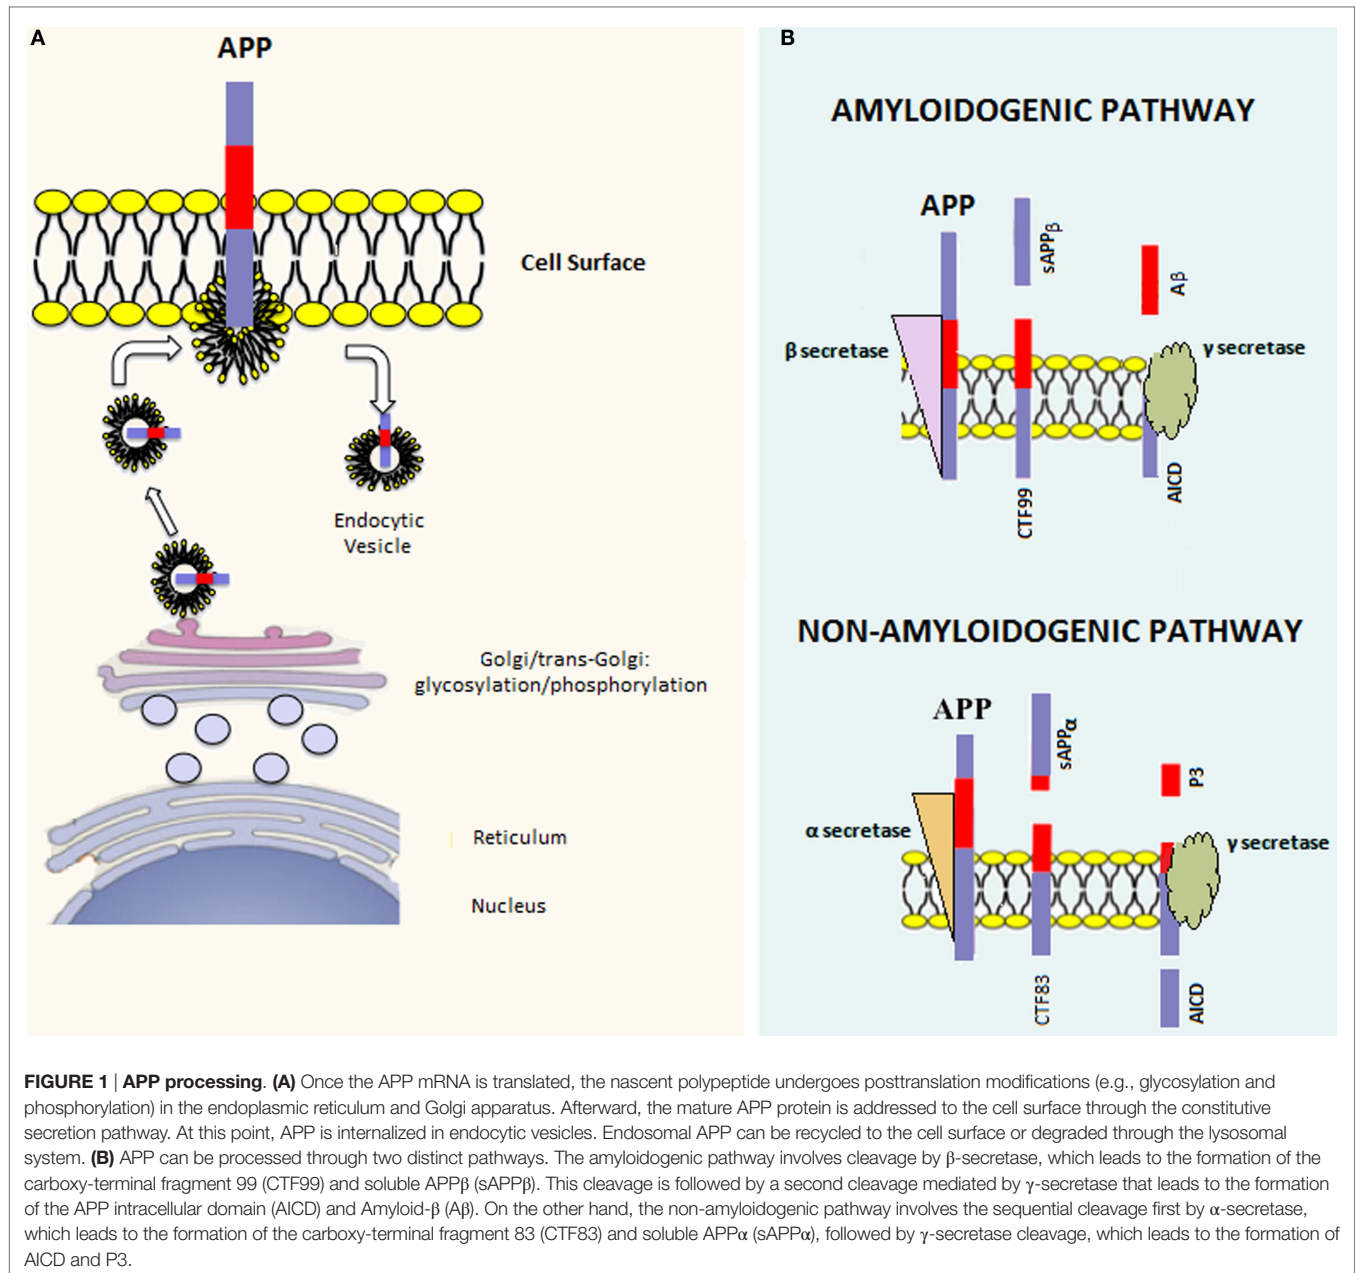 A
APP
Cell Surface
Endocytic
Vesicle
Golgi/trans-Golgi:
glycosylation/phosphorylation
Reticulum
Nucleus
B
AMYLOIDOGENIC PATHWAY
APP
sAPPβ
Aβ
β secretase
γ secretase
CTF99
AICD
NON-AMYLOIDOGENIC PATHWAY
APP
sAPPα
P3
α secretase
γ secretase
CTF83
AICD
FIGURE 1 | APP processing. (A) Once the APP mRNA is translated, the nascent polypeptide undergoes posttranslation modifications (e.g., glycosylation and
phosphorylation) in the endoplasmic reticulum and Golgi apparatus. Afterward, the mature APP protein is addressed to the cell surface through the constitutive
secretion pathway. At this point, APP is internalized in endocytic vesicles. Endosomal APP can be recycled to the cell surface or degraded through the lysosomal
system. (B) APP can be processed through two distinct pathways. The amyloidogenic pathway involves cleavage by β-secretase, which leads to the formation of the
carboxy-terminal fragment 99 (CTF99) and soluble APPβ (sAPPβ). This cleavage is followed by a second cleavage mediated by γ-secretase that leads to the formation
of the APP intracellular domain (AICD) and Amyloid-β (Aβ). On the other hand, the non-amyloidogenic pathway involves the sequential cleavage first by α-secretase,
which leads to the formation of the carboxy-terminal fragment 83 (CTF83) and soluble APPα (sAPPα), followed by γ-secretase cleavage, which leads to the formation of
AICD and P3.